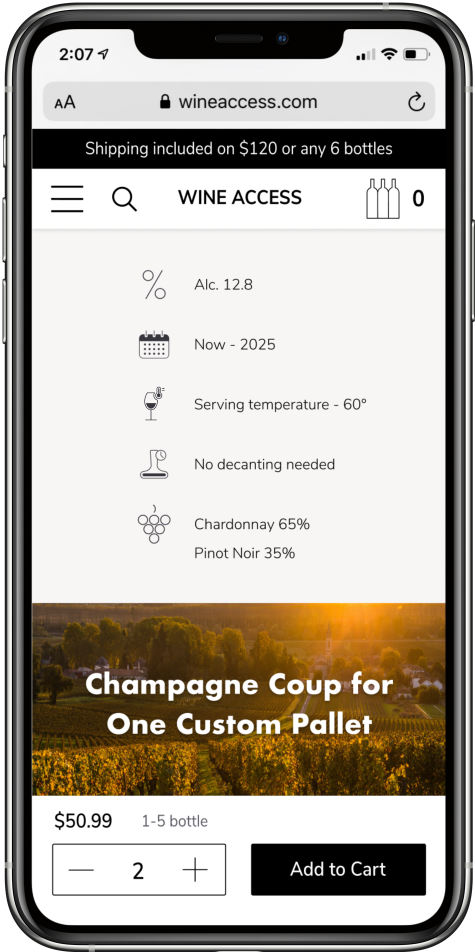 2:07
AA wineaccess.com
Shipping included on $120 or any 6 bottles
WINE ACCESS 0
Alc. 12.8
Now - 2025
Serving temperature - 60°
No decanting needed
Chardonnay 65%
Pinot Noir 35%
Champagne Coup for
One Custom Pallet
$50.99 1-5 bottle
2 Add to Cart